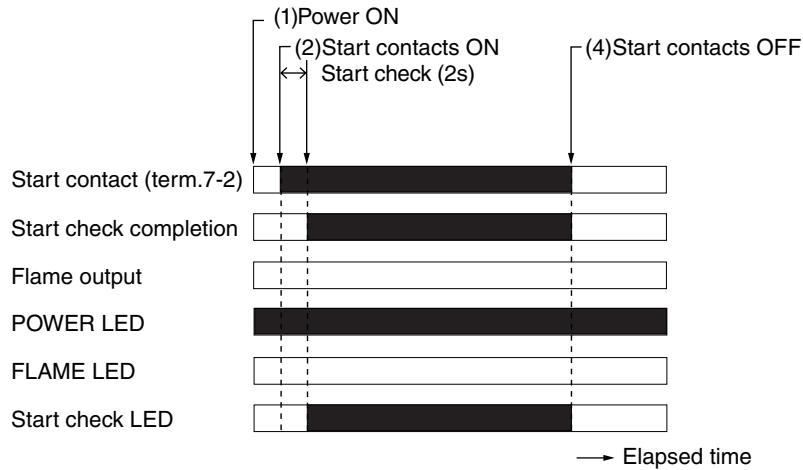 (1)Power ON
(2)Start contacts ON
(4)Start contacts OFF
Start check (2s)
Start contact (term.7-2)
Start check completion
Flame output
POWER LED
FLAME LED
Start check LED
Elapsed time